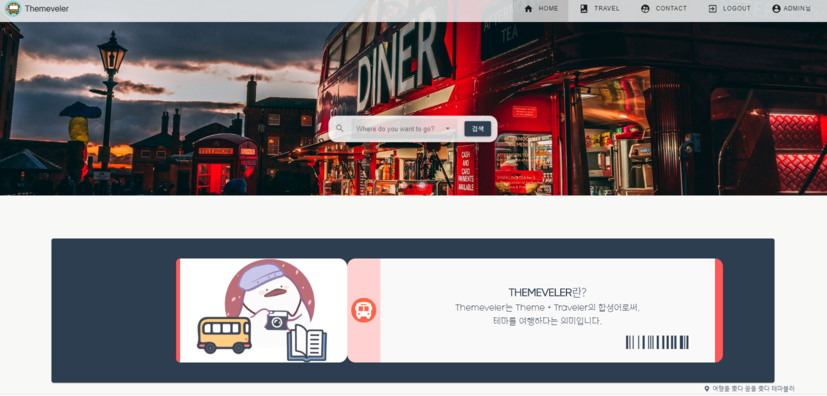 Themeveler
HOME
TRAVEL
CONTACT
LOGOUT
ADMIN님
DINER
AFTERNOON
TEA
TELEPHONE
Where do you want to go?
검색
CASH
AND
CARD
PAYMENTS
AVAILABLE
THEMEVELER란?
Themeveler는 Theme + Traveler의 합성어로써,
테마를 여행하다는 의미입니다.
여행을 찾다 꿈을 찾다 테마블러